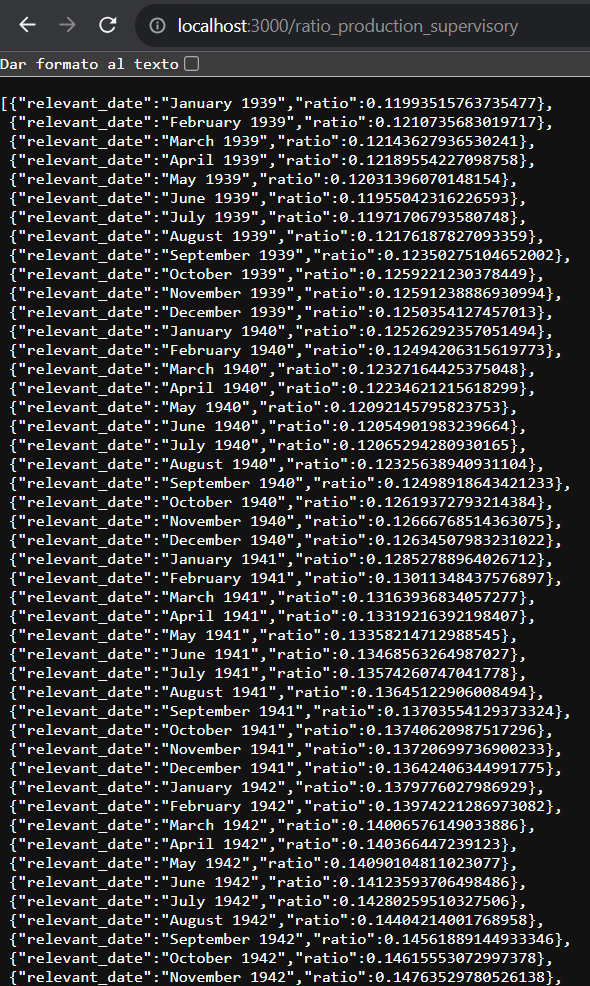 localhost:3000/ratio_production_supervisory
Dar formato al texto
[{"relevant_date":"January 1939","ratio":0.11993515763735477},
{"relevant_date":"February 1939","ratio":0.1210735683019717},
{"relevant_date":"March 1939","ratio":0.12143627936530241},
{"relevant_date":"April 1939","ratio":0.12189554227098758},
{"relevant_date":"May 1939","ratio":0.12031396070148154},
{"relevant_date":"June 1939","ratio":0.11955042316226593},
{"relevant_date":"July 1939","ratio":0.11971706793580748},
{"relevant_date":"August 1939","ratio":0.12176187827093359},
{"relevant_date":"September 1939","ratio":0.12350275104652002},
{"relevant_date":"October 1939","ratio":0.1259221230378449},
{"relevant_date":"November 1939","ratio":0.12591238886930994},
{"relevant_date":"December 1939","ratio":0.1250354127457013},
{"relevant_date":"January 1940","ratio":0.12526292357051494},
{"relevant_date":"February 1940","ratio":0.12494206315619773},
{"relevant_date":"March 1940","ratio":0.12327164425375048},
{"relevant_date":"April 1940","ratio":0.12234621215618299},
{"relevant_date":"May 1940","ratio":0.12092145795823753},
{"relevant_date":"June 1940","ratio":0.12054901983239664},
{"relevant_date":"July 1940","ratio":0.12065294280930165},
{"relevant_date":"August 1940","ratio":0.12325638940931104},
{"relevant_date":"September 1940","ratio":0.12498918643421233},
{"relevant_date":"October 1940","ratio":0.12619372793214384},
{"relevant_date":"November 1940","ratio":0.12666768514363075},
{"relevant_date":"December 1940","ratio":0.12634507983231022},
{"relevant_date":"January 1941","ratio":0.12852788964026712},
{"relevant_date":"February 1941","ratio":0.13011348437576897},
{"relevant_date":"March 1941","ratio":0.13163936834057277},
{"relevant_date":"April 1941","ratio":0.13319216392198407},
{"relevant_date":"May 1941","ratio":0.13358214712988545},
{"relevant_date":"June 1941","ratio":0.13468563264987027},
{"relevant_date":"July 1941","ratio":0.13574260747041778},
{"relevant_date":"August 1941","ratio":0.13645122906008494},
{"relevant_date":"September 1941","ratio":0.13703554129373324},
{"relevant_date":"October 1941","ratio":0.13740620987517296},
{"relevant_date":"November 1941","ratio":0.13720699736900233},
{"relevant_date":"December 1941","ratio":0.13642406344991775},
{"relevant_date":"January 1942","ratio":0.1379776027986929},
{"relevant_date":"February 1942","ratio":0.13974221286973082},
{"relevant_date":"March 1942","ratio":0.14006576149033886},
{"relevant_date":"April 1942","ratio":0.140366447239123},
{"relevant_date":"May 1942","ratio":0.14090104811023077},
{"relevant_date":"June 1942","ratio":0.14123593706498486},
{"relevant_date":"July 1942","ratio":0.14280259510327506},
{"relevant_date":"August 1942","ratio":0.14404214001768958},
{"relevant_date":"September 1942","ratio":0.14561889144933346},
{"relevant_date":"October 1942","ratio":0.14615553072997378},
{"relevant_date":"November 1942","ratio":0.14763529780526138},